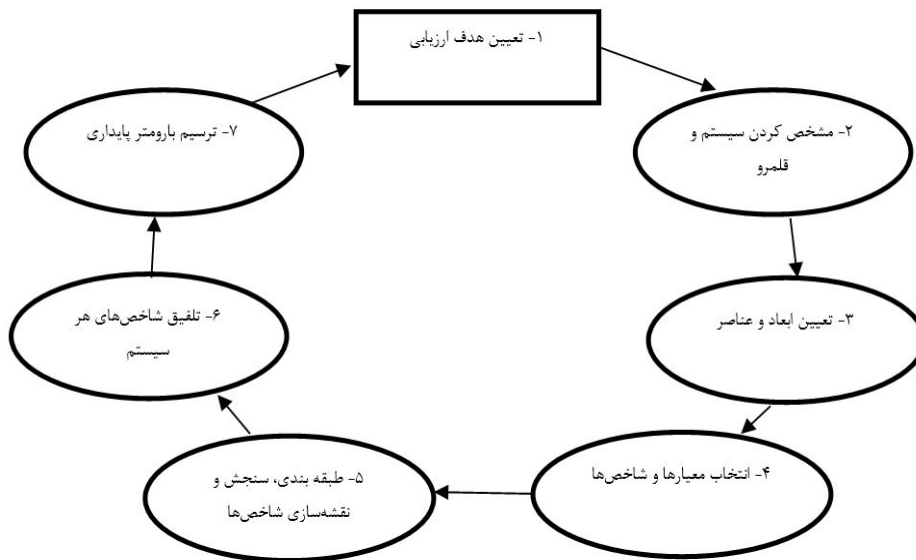 ۱- تعیین هدف ارزیابی
۲- مشخص کردن سیستم و
قلمرو
۳- تعیین ابعاد و عناصر
۴- انتخاب معیارها و شاخص‌ها
۵- طبقه بندی، سنجش و
نقشه‌سازی شاخص‌ها
۶- تلفیق شاخص‌های هر
سیستم
۷- ترسیم بارومتر پایداری